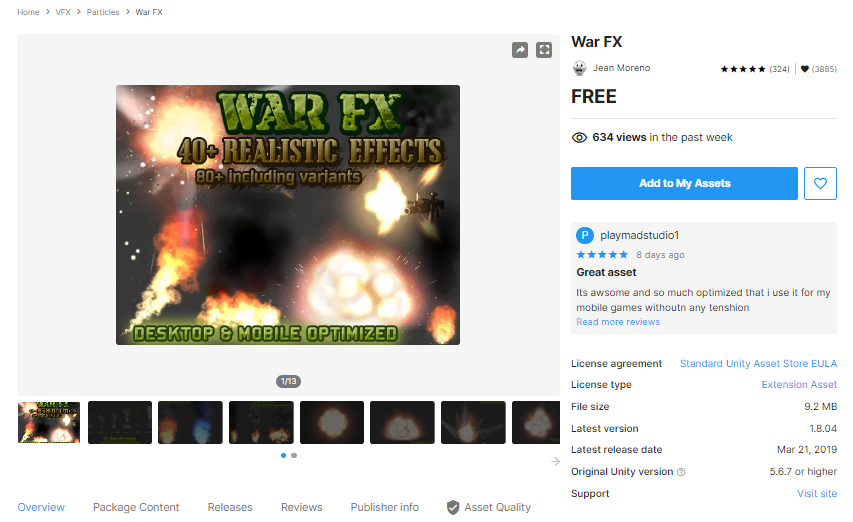 Home > VFX > Particles > War FX
WAR FX
40+ REALISTIC EFFECTS
80+ including variants
DESKTOP & MOBILE OPTIMIZED
1/13
War FX
Jean Moreno
(324) | (3885)
FREE
634 views in the past week
Add to My Assets
P playmadstudio1
8 days ago
Great asset
Its awsome and so much optimized that i use it for my
mobile games withoutn any tenshion
Read more reviews
License agreement Standard Unity Asset Store EULA
License type Extension Asset
File size 9.2 MB
Latest version 1.8.04
Latest release date Mar 21, 2019
Original Unity version 5.6.7 or higher
Support Visit site
Overview Package Content Releases Reviews Publisher info Asset Quality